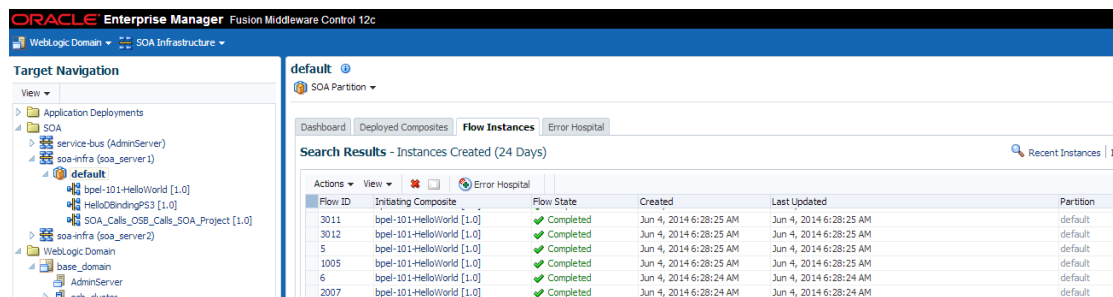 ORACLE Enterprise Manager Fusion Middleware Control 12c
WebLogic Domain SOA Infrastructure
Target Navigation
View
Application Deployments
SOA
service-bus (AdminServer)
soa-infra (soa_server1)
default
bpel-101-HelloWorld [1.0]
HelloDBindingPS3 [1.0]
SOA_Calls_OSB_Calls_SOA_Project [1.0]
soa-infra (soa_server2)
WebLogic Domain
base_domain
AdminServer
default
SOA Partition
Dashboard Deployed Composites Flow Instances Error Hospital
Search Results - Instances Created (24 Days)
Recent Instances
Actions View Error Hospital
Flow ID Initiating Composite Flow State Created Last Updated Partition
3011 bpel-101-HelloWorld [1.0] Completed Jun 4, 2014 6:28:25 AM Jun 4, 2014 6:28:25 AM default
3012 bpel-101-HelloWorld [1.0] Completed Jun 4, 2014 6:28:25 AM Jun 4, 2014 6:28:25 AM default
5 bpel-101-HelloWorld [1.0] Completed Jun 4, 2014 6:28:25 AM Jun 4, 2014 6:28:25 AM default
1005 bpel-101-HelloWorld [1.0] Completed Jun 4, 2014 6:28:25 AM Jun 4, 2014 6:28:25 AM default
6 bpel-101-HelloWorld [1.0] Completed Jun 4, 2014 6:28:24 AM Jun 4, 2014 6:28:24 AM default
2007 bpel-101-HelloWorld [1.0] Completed Jun 4, 2014 6:28:24 AM Jun 4, 2014 6:28:24 AM default